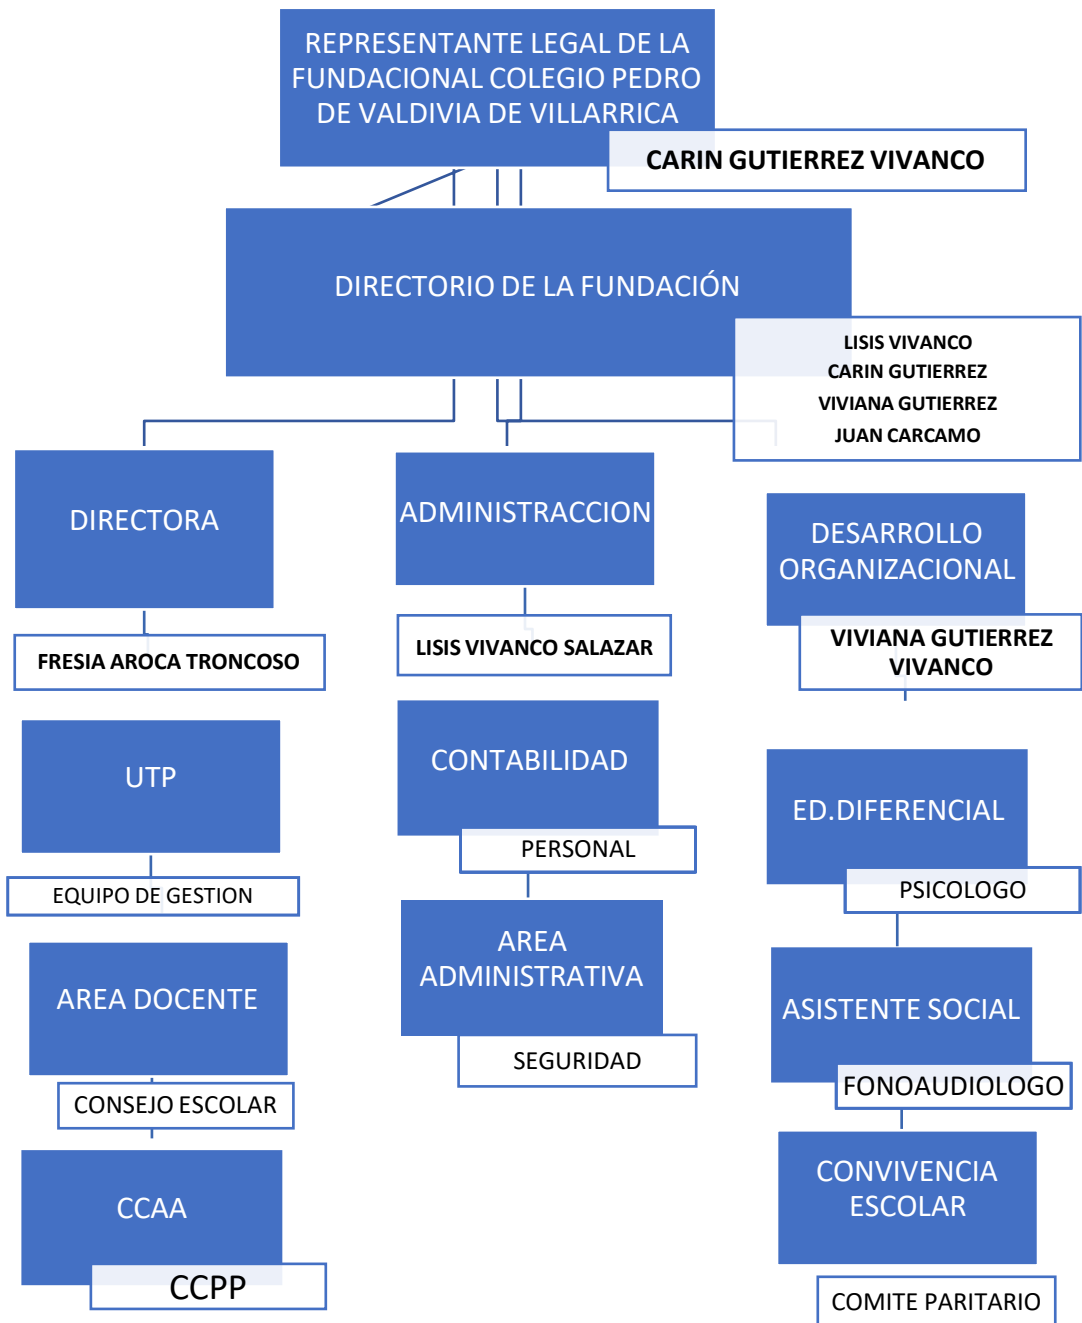 REPRESENTANTE LEGAL DE LA
FUNDACIONAL COLEGIO PEDRO
DE VALDIVIA DE VILLARRICA
CARIN GUTIERREZ VIVANCO
DIRECTORIO DE LA FUNDACIÓN
LISIS VIVANCO
CARIN GUTIERREZ
VIVIANA GUTIERREZ
JUAN CARCAMO
DIRECTORA
FRESIA AROCA TRONCOSO
UTP
EQUIPO DE GESTION
AREA DOCENTE
CONSEJO ESCOLAR
CCAA
CCPP
ADMINISTRACCION
LISIS VIVANCO SALAZAR
CONTABILIDAD
PERSONAL
AREA
ADMINISTRATIVA
SEGURIDAD
DESARROLLO
ORGANIZACIONAL
VIVIANA GUTIERREZ
VIVANCO
ED.DIFERENCIAL
PSICOLOGO
ASISTENTE SOCIAL
FONOAUDIOLOGO
CONVIVENCIA
ESCOLAR
COMITE PARITARIO